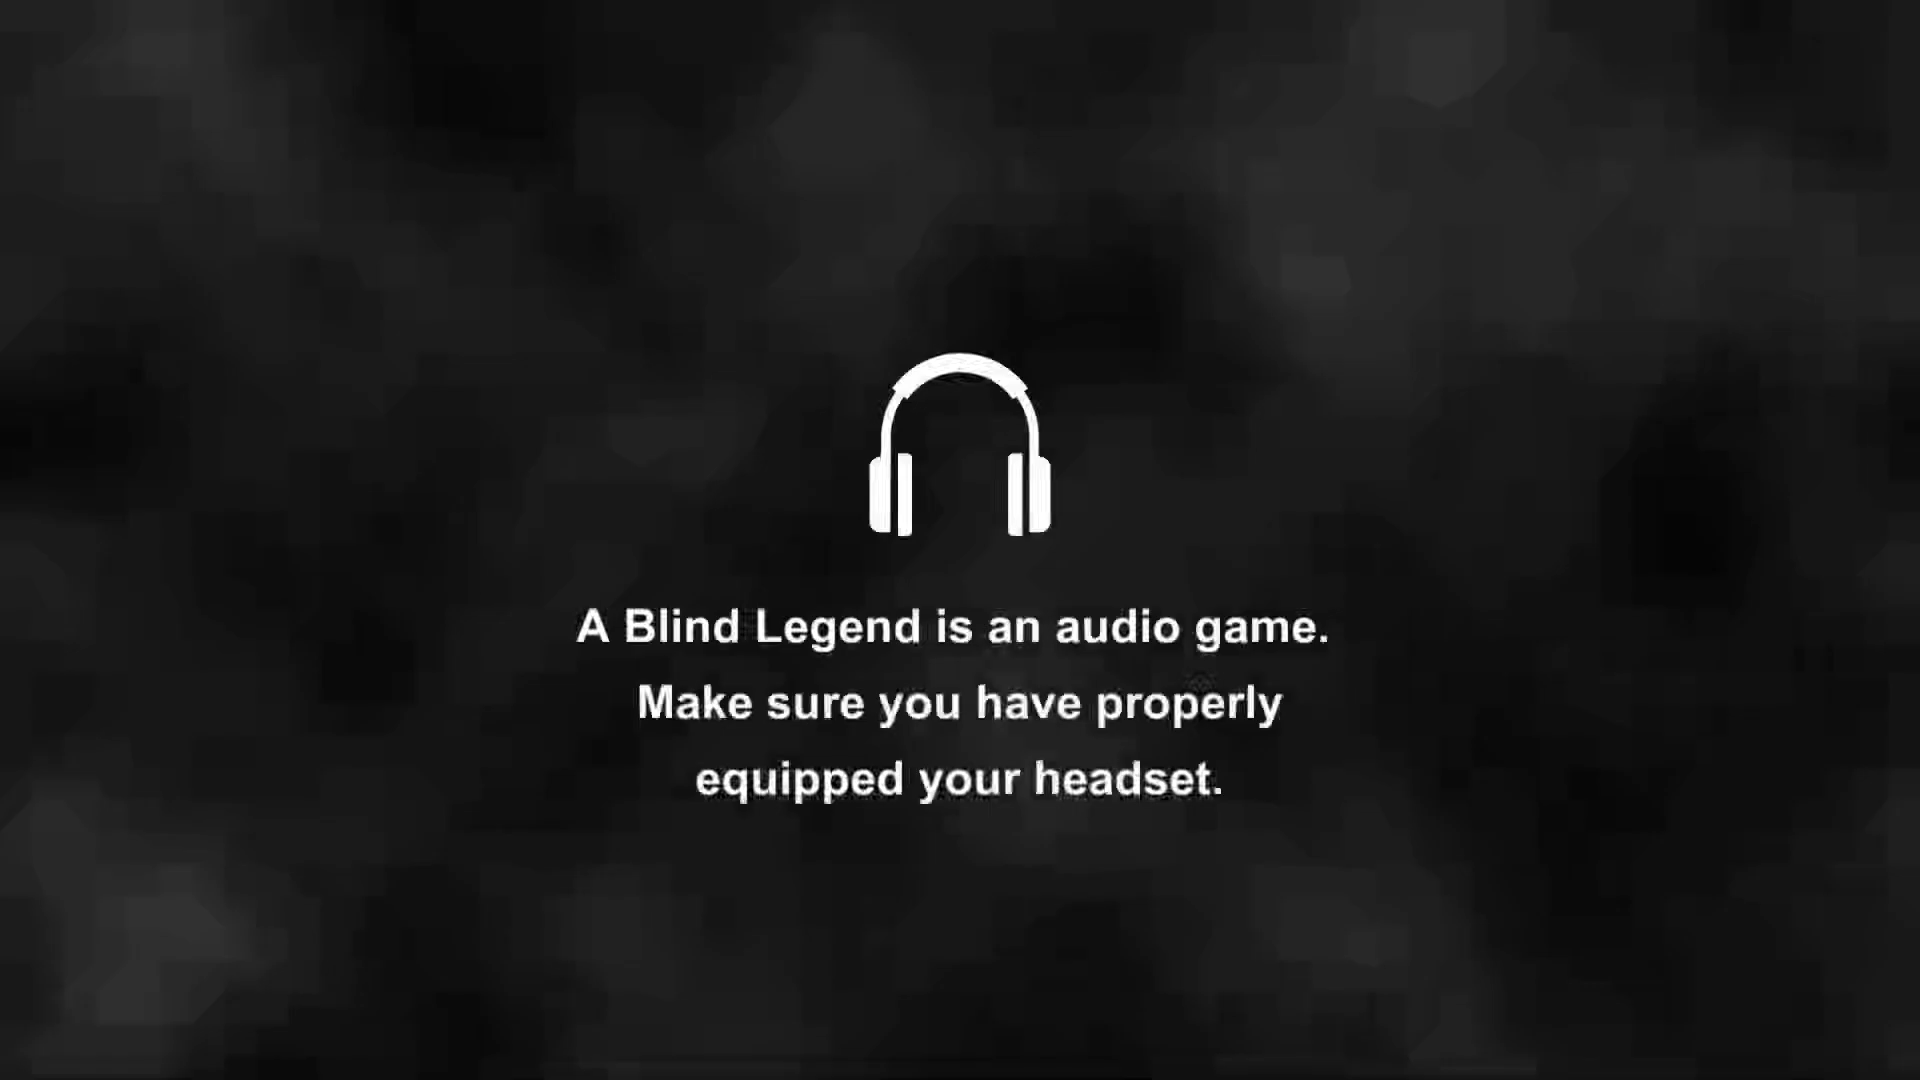 A Blind Legend is an audio game.
Make sure you have properly
equipped your headset.